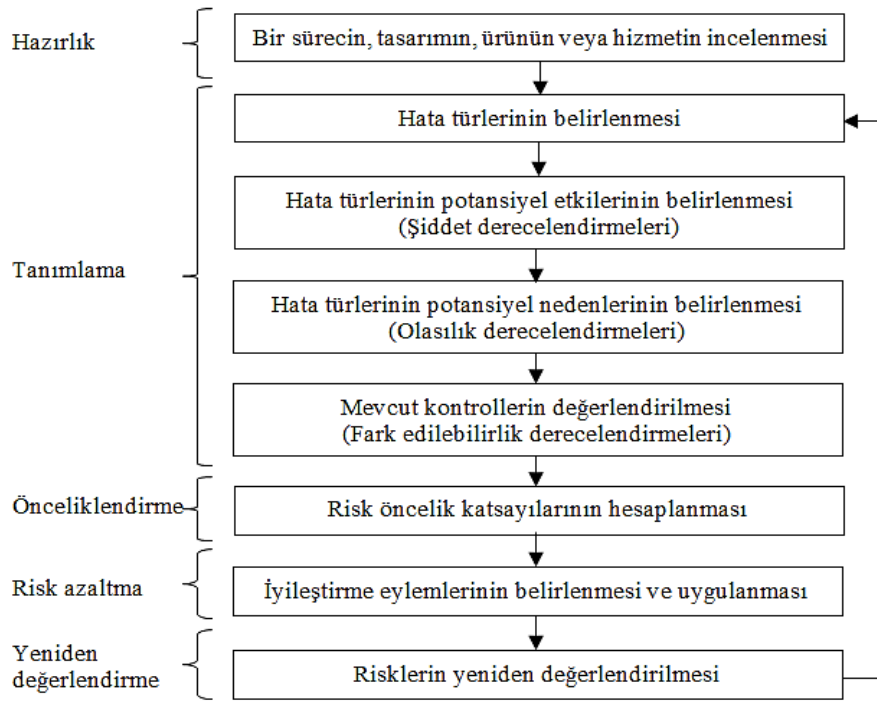 Hazırlık
Bir sürecin, tasarımın, ürünün veya hizmetin incelenmesi
Tanımlama
Hata türlerinin belirlenmesi
Hata türlerinin potansiyel etkilerinin belirlenmesi
(Şiddet derecelendirmeleri)
Hata türlerinin potansiyel nedenlerinin belirlenmesi
(Olasılık derecelendirmeleri)
Mevcut kontrollerin değerlendirilmesi
(Fark edilebilirlik derecelendirmeleri)
Önceliklendirme
Risk öncelik katsayılarının hesaplanması
Risk azaltma
İyileştirme eylemlerinin belirlenmesi ve uygulanması
Yeniden
değerlendirme
Risklerin yeniden değerlendirilmesi